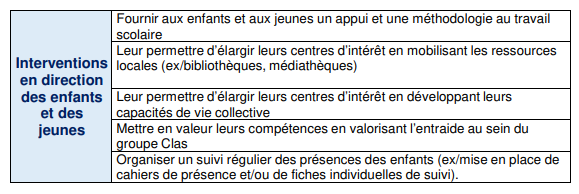 Interventions
en direction
des enfants
et des
jeunes
Fournir aux enfants et aux jeunes un appui et une méthodologie au travail
scolaire
Leur permettre d'élargir leurs centres d'intérêt en mobilisant les ressources
locales (ex/bibliothèques, médiathèques)
Leur permettre d'élargir leurs centres d'intérêt en développant leurs
capacités de vie collective
Mettre en valeur leurs compétences en valorisant l'entraide au sein du
groupe Clas
Organiser un suivi régulier des présences des enfants (ex/mise en place de
cahiers de présence et/ou de fiches individuelles de suivi).